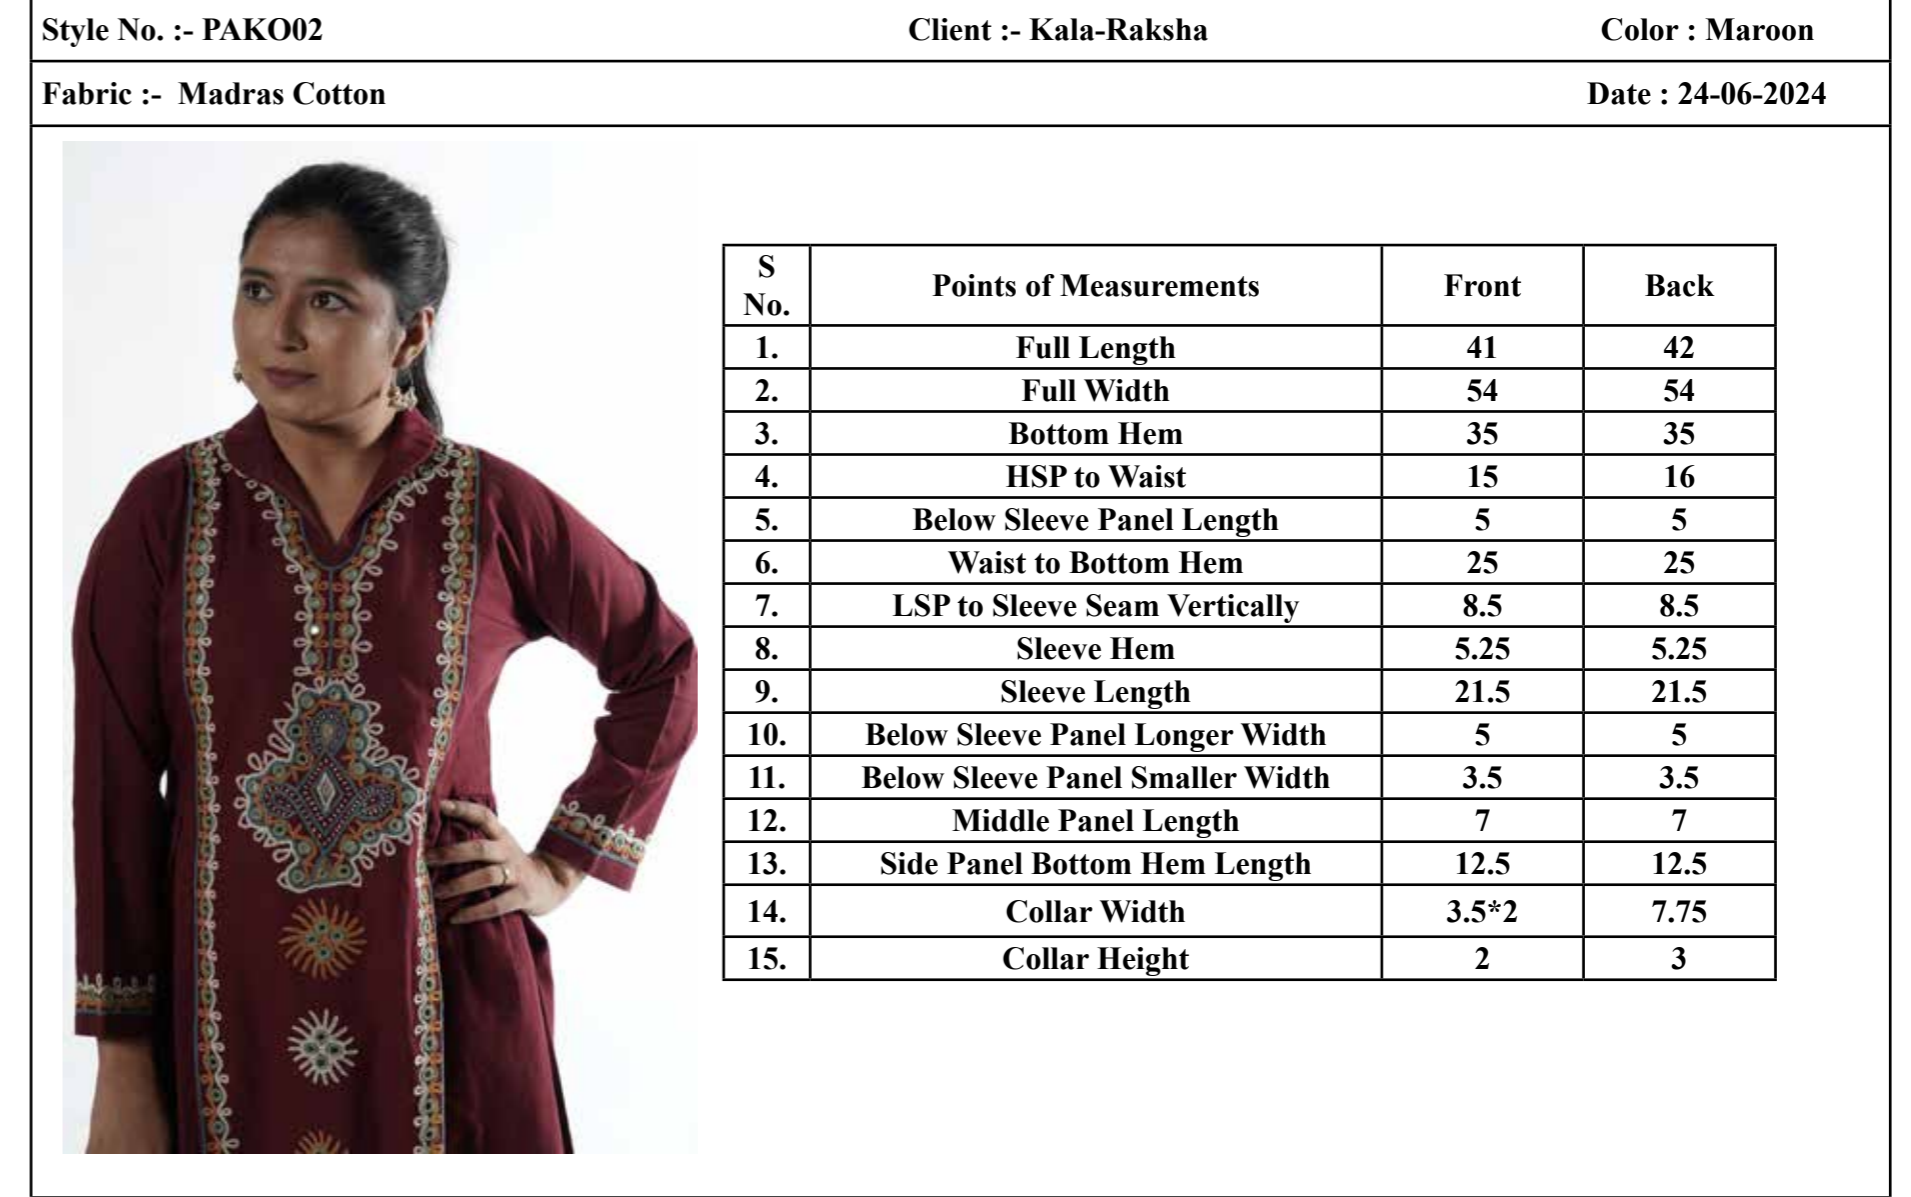 Style No. :- PAKO02 Client :- Kala-Raksha Color : Maroon
Fabric :- Madras Cotton Date : 24-06-2024
S No. Points of Measurements Front Back
1. Full Length 41 42
2. Full Width 54 54
3. Bottom Hem 35 35
4. HSP to Waist 15 16
5. Below Sleeve Panel Length 5 5
6. Waist to Bottom Hem 25 25
7. LSP to Sleeve Seam Vertically 8.5 8.5
8. Sleeve Hem 5.25 5.25
9. Sleeve Length 21.5 21.5
10. Below Sleeve Panel Longer Width 5 5
11. Below Sleeve Panel Smaller Width 3.5 3.5
12. Middle Panel Length 7 7
13. Side Panel Bottom Hem Length 12.5 12.5
14. Collar Width 3.5*2 7.75
15. Collar Height 2 3